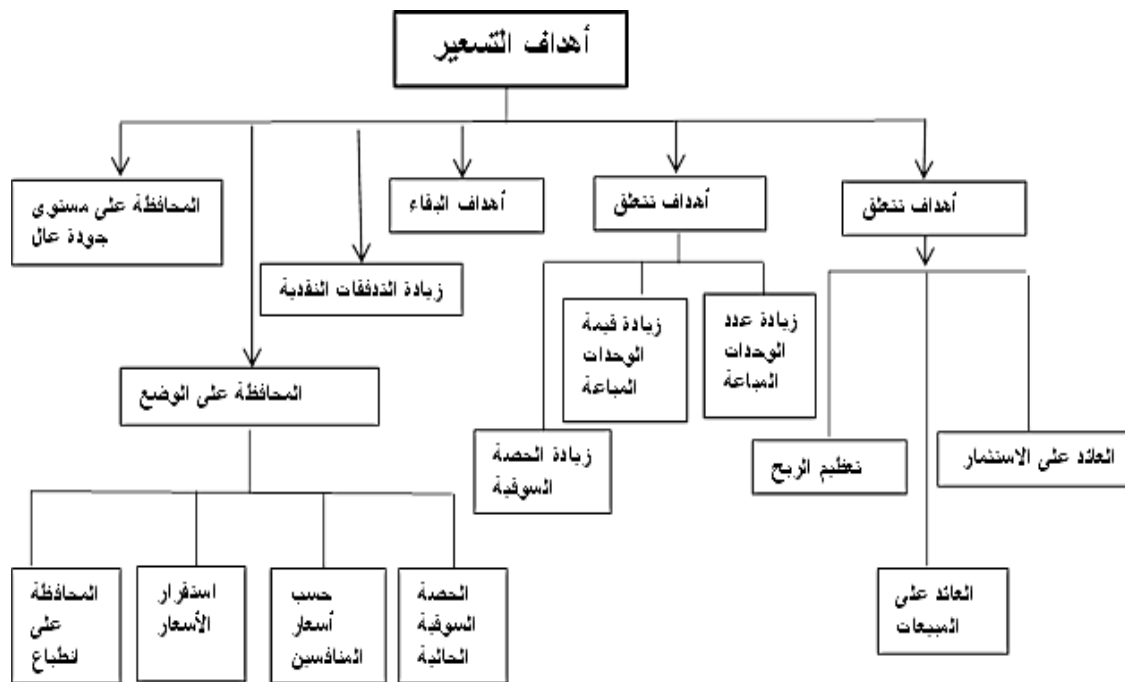 أهداف التسعير
أهداف تتعلق
أهداف تتعلق
أهداف البقاء
المحافظة على مستوى
جودة عال
زيادة التدفقات النقدية
زيادة عدد
الوحدات
المباعة
زيادة قيمة
الوحدات
المباعة
المحافظة على الوضع
العائد على الاستثمار
تعظيم الربح
زيادة الحصة
السوقية
العائد على
المبيعات
الحصة
السوقية
الحالية
حسب
أسعار
المنافسين
استقرار
الأسعار
المحافظة
على
انطباع